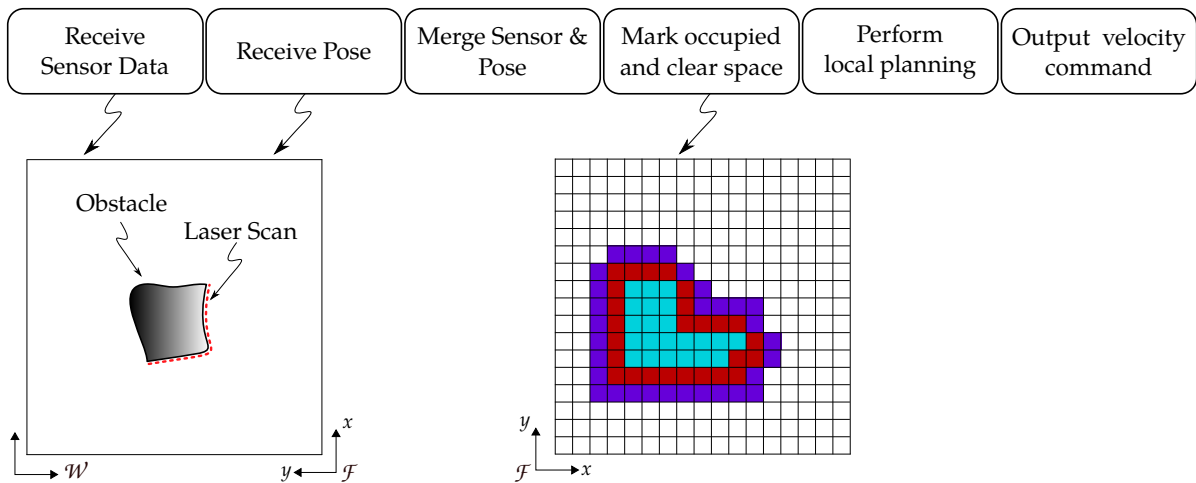 Receive
Sensor Data
Receive Pose
Merge Sensor &
Pose
Mark occupied
and clear space
Perform
local planning
Output velocity
command
Obstacle
Laser Scan
x
y
W
F
y
F
x